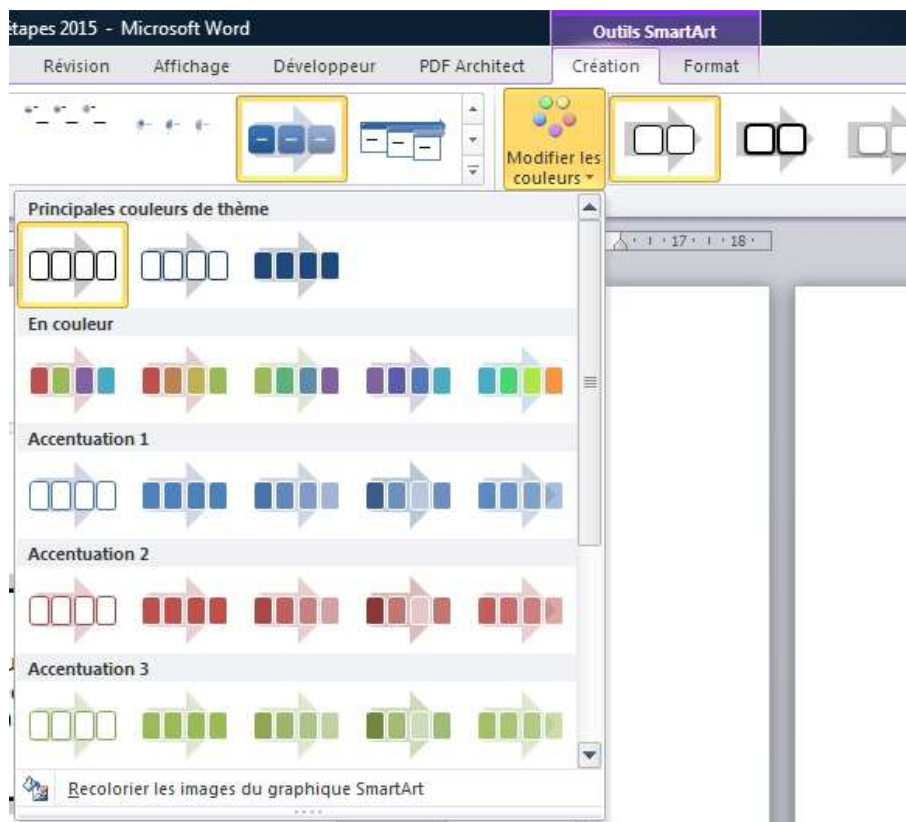 étapes 2015 - Microsoft Word
Outils SmartArt
Révision Affichage Développeur PDF Architect Création Format
Modifier les
couleurs
Principales couleurs de thème
17 18
En couleur
Accentuation 1
Accentuation 2
Accentuation 3
Recolorier les images du graphique SmartArt